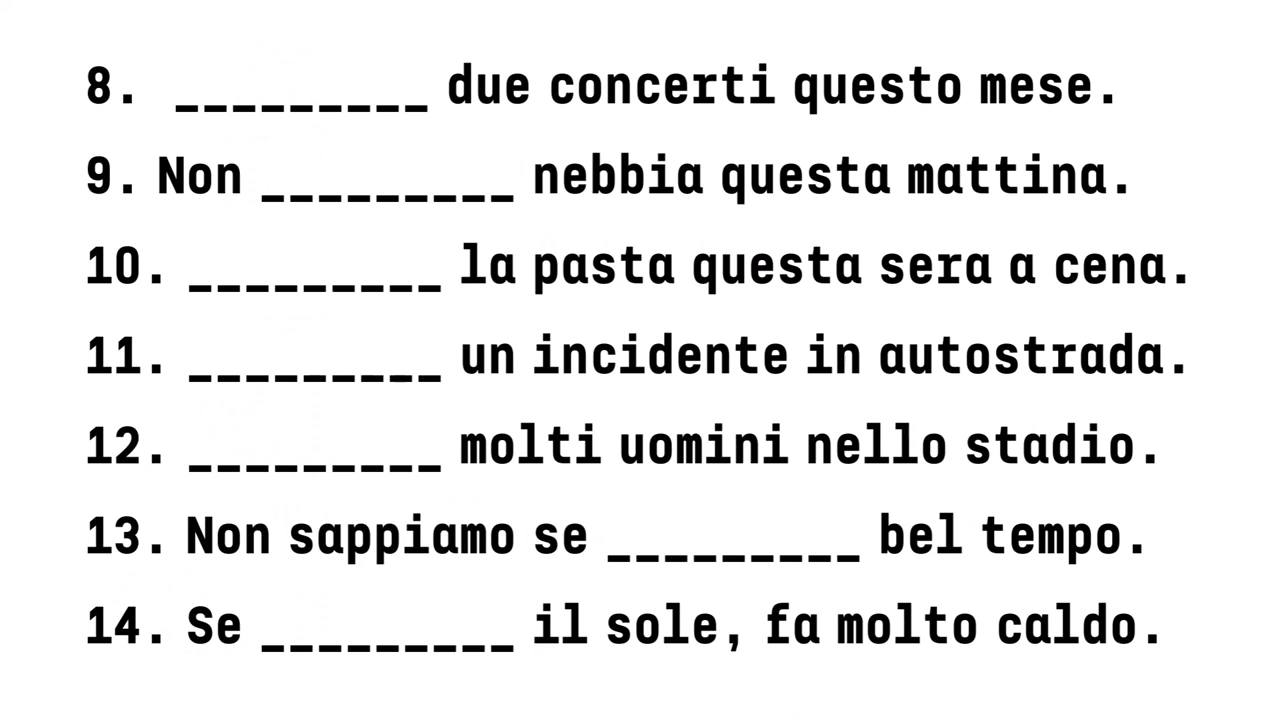 8. _________ due concerti questo mese.
9. Non _________ nebbia questa mattina.
10. _________ la pasta questa sera a cena.
11. _________ un incidente in autostrada.
12. _________ molti uomini nello stadio.
13. Non sappiamo se _________ bel tempo.
14. Se _________ il sole, fa molto caldo.